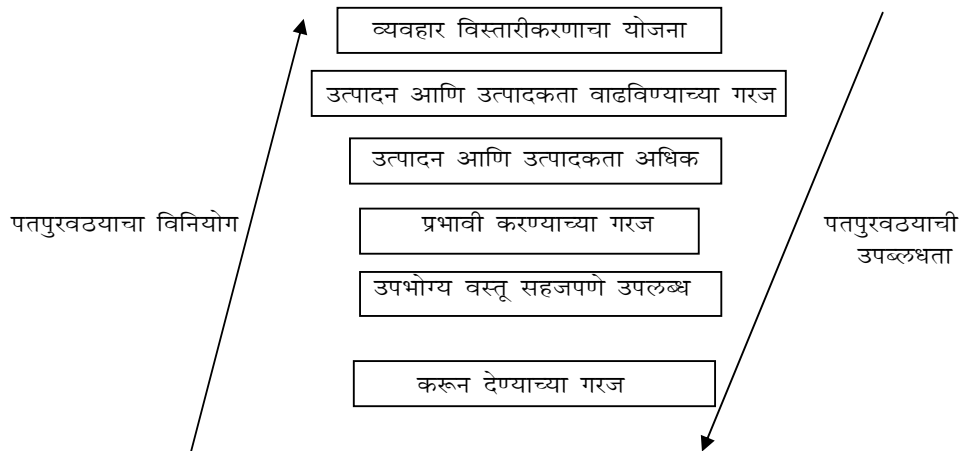 व्यवहार विस्तारीकरणाचा योजना
उत्पादन आणि उत्पादकता वाढविण्याच्या गरज
उत्पादन आणि उत्पादकता अधिक
पतपुरवठयाचा विनियोग
प्रभावी करण्याच्या गरज
पतपुरवठयाची
उपब्लधता
उपभोग्य वस्तू सहजपणे उपलब्ध
करून देण्याच्या गरज